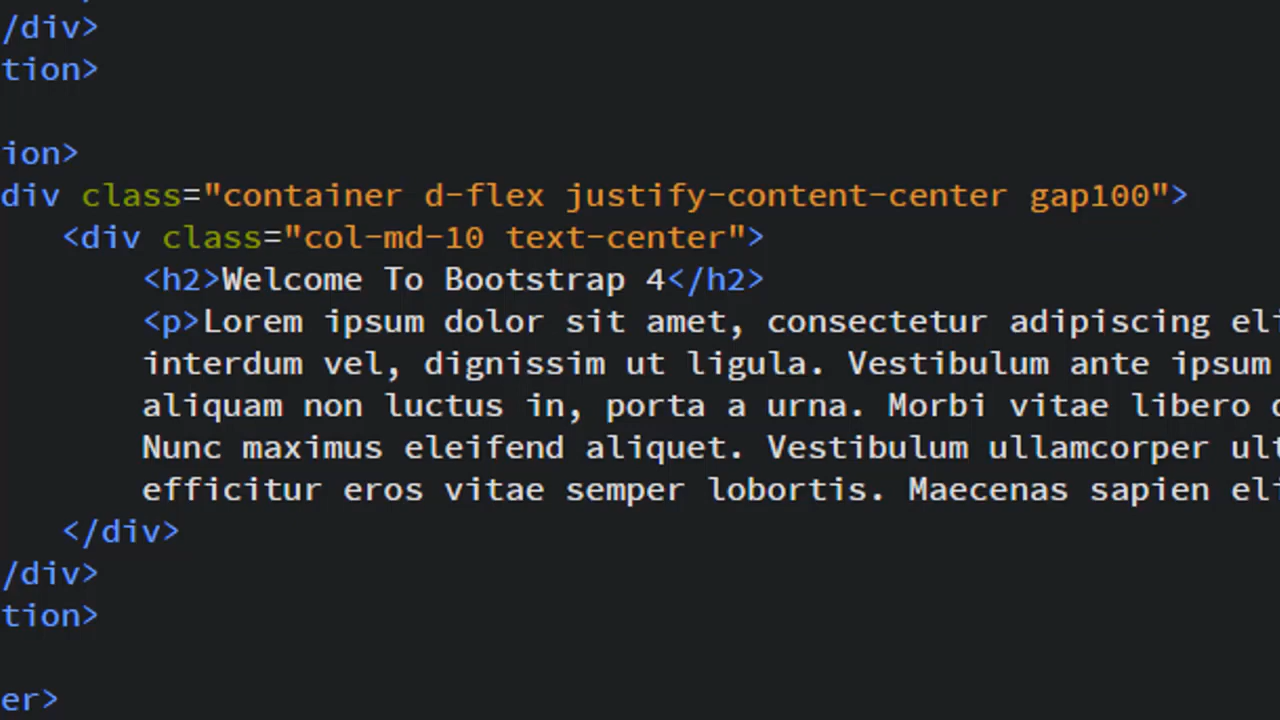 /div>
tion>
ion>
div class="container d-flex justify-content-center gap100">
<div class="col-md-10 text-center">
<h2>Welcome To Bootstrap 4</h2>
<p>Lorem ipsum dolor sit amet, consectetur adipiscing eli
interdum vel, dignissim ut ligula. Vestibulum ante ipsum
aliquam non luctus in, porta a urna. Morbi vitae libero
Nunc maximus eleifend aliquet. Vestibulum ullamcorper ult
efficitur eros vitae semper lobortis. Maecenas sapien eli
</div>
/div>
tion>
er>